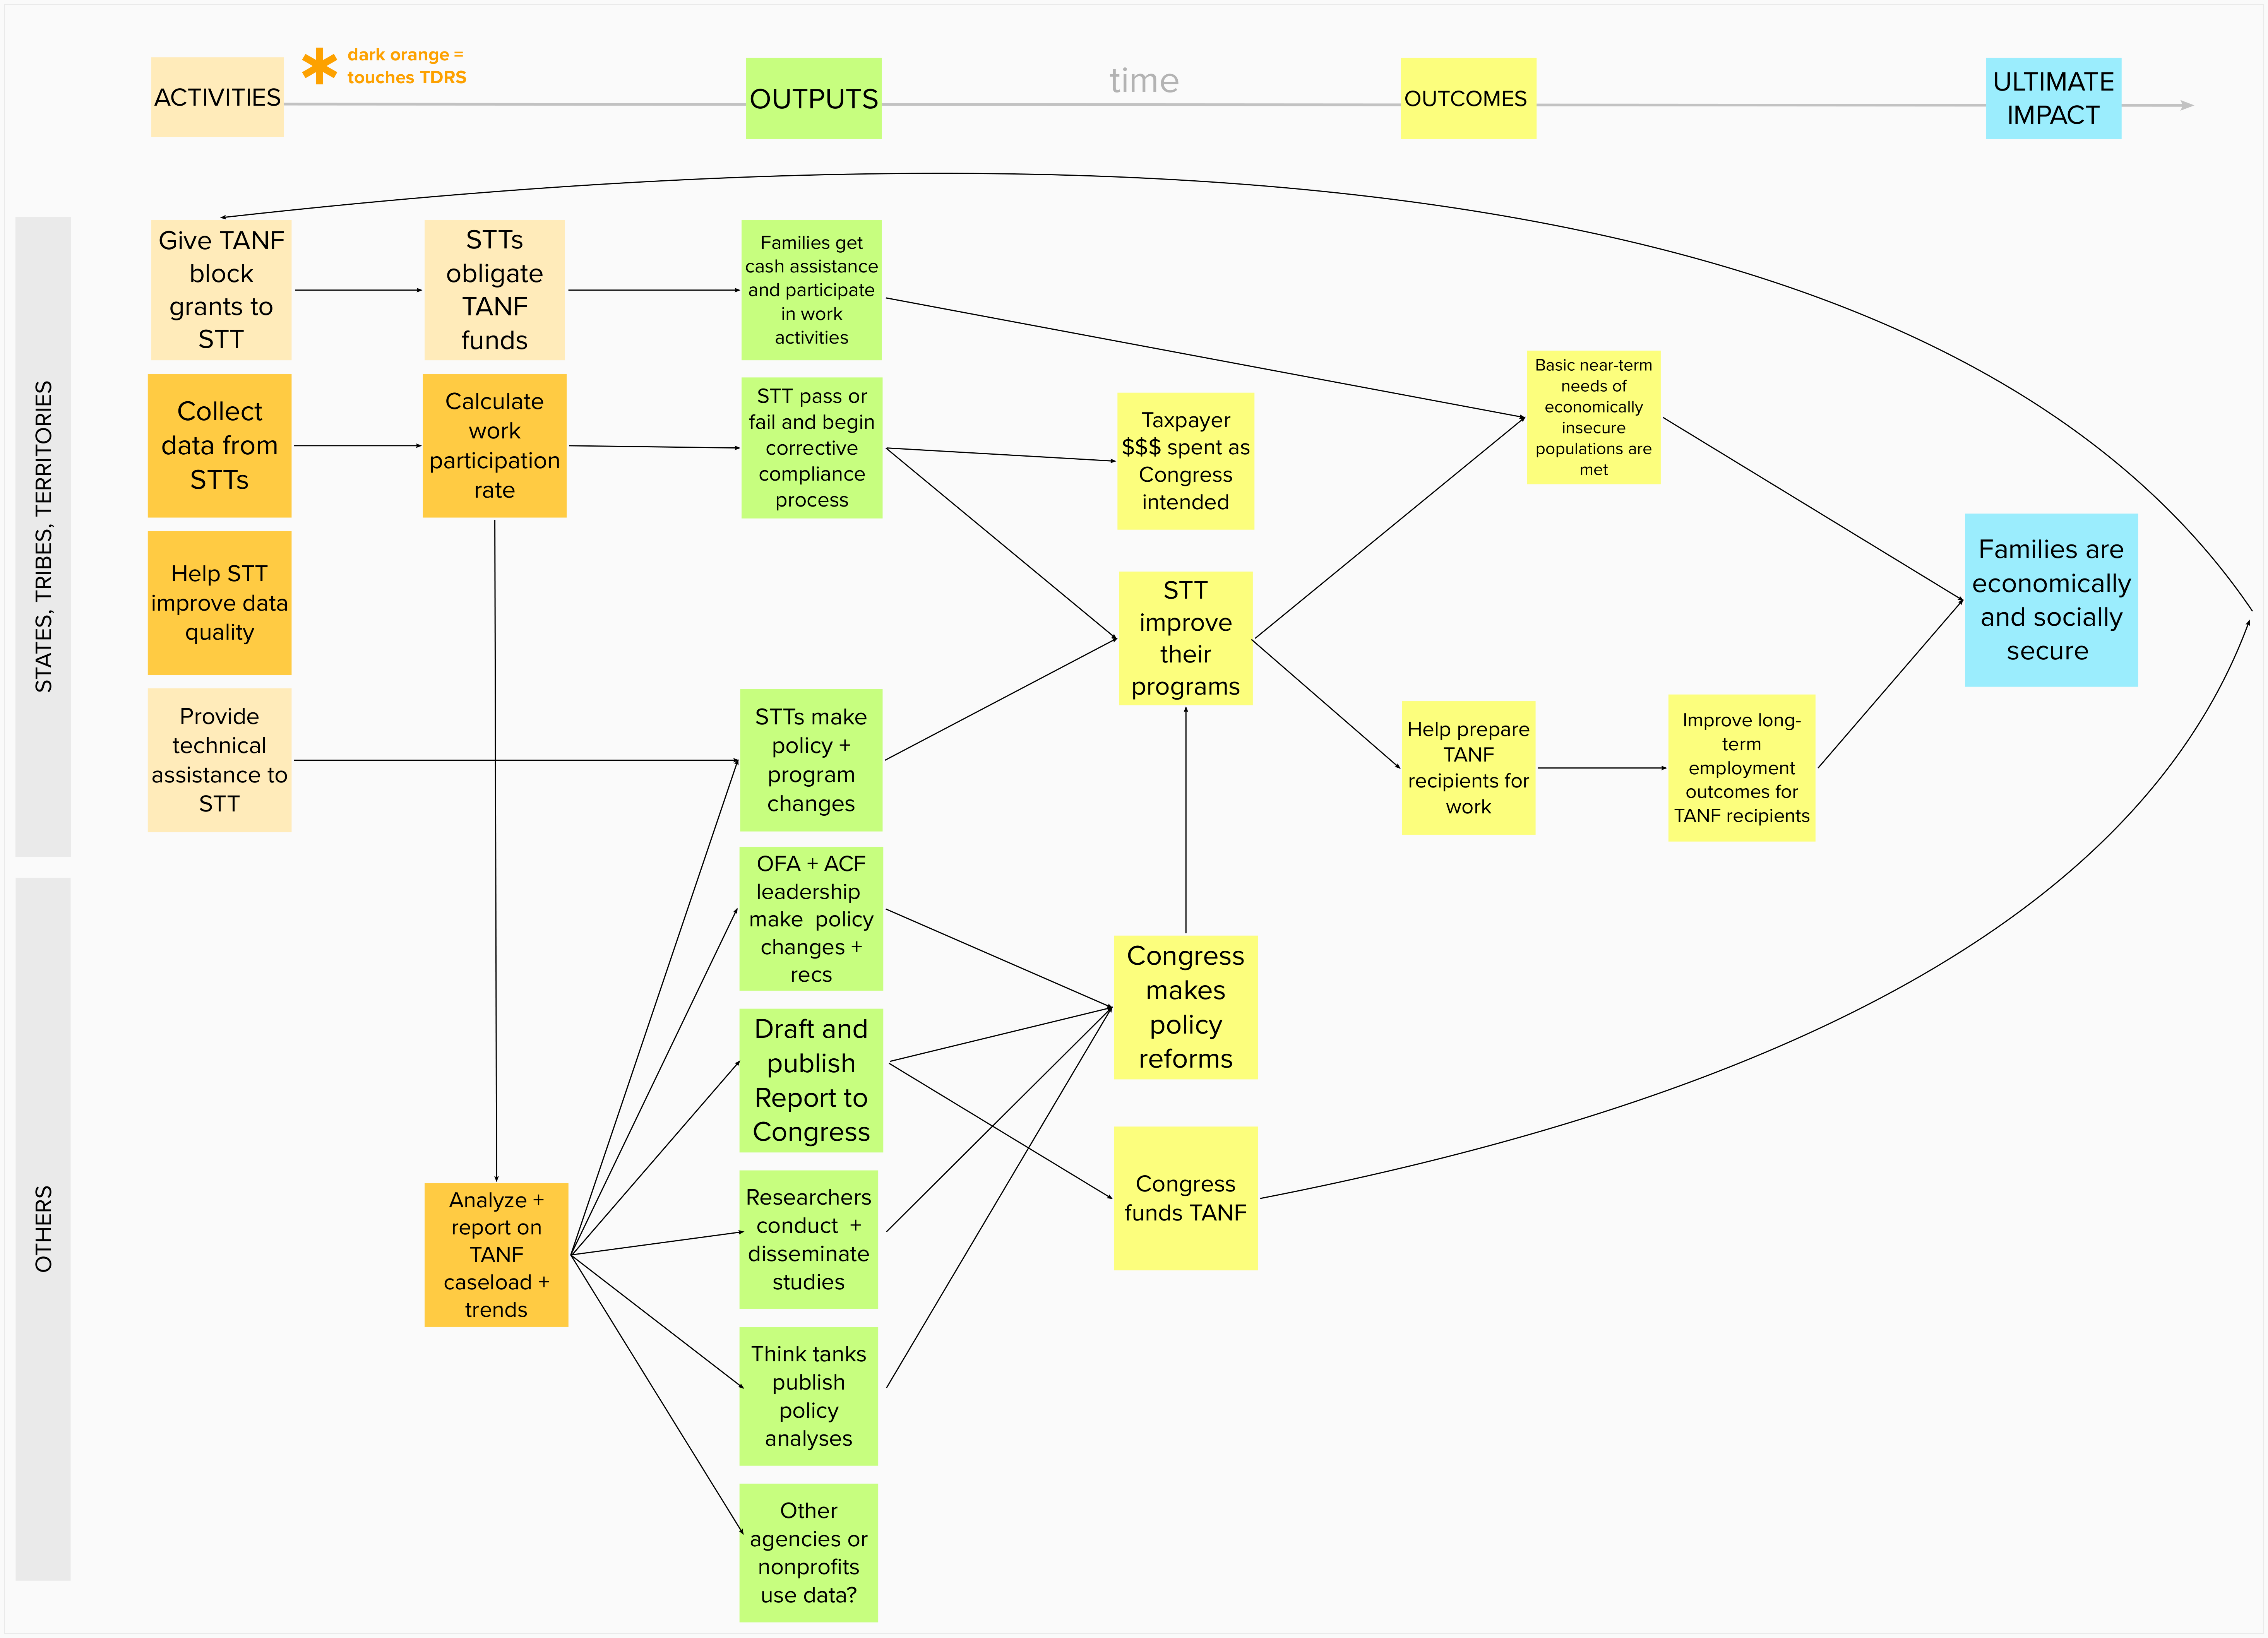 dark orange =
touches TDRS
ACTIVITIES
OUTPUTS
time
OUTCOMES
ULTIMATE
IMPACT
STATES, TRIBES, TERRITORIES
Give TANF
block
grants to
STT
STTs
obligate
TANF
funds
Families get
cash assistance
and participate
in work
activities
Collect
data from
STTs
Calculate
work
participation
rate
STT pass or
fail and begin
corrective
compliance
process
Taxpayer
$$$ spent as
Congress
intended
Basic near-term
needs of
economically
insecure
populations are
met
Help STT
improve data
quality
STT
improve
their
programs
Families are
economically
and socially
secure
Provide
technical
assistance to
STT
STTs make
policy +
program
changes
Help prepare
TANF
recipients for
work
Improve long-
term
employment
outcomes for
TANF recipients
OTHERS
OFA + ACF
leadership
make policy
changes +
recs
Draft and
publish
Report to
Congress
Congress
makes
policy
reforms
Analyze +
report on
TANF
caseload +
trends
Researchers
conduct +
disseminate
studies
Congress
funds TANF
Think tanks
publish
policy
analyses
Other
agencies or
nonprofits
use data?